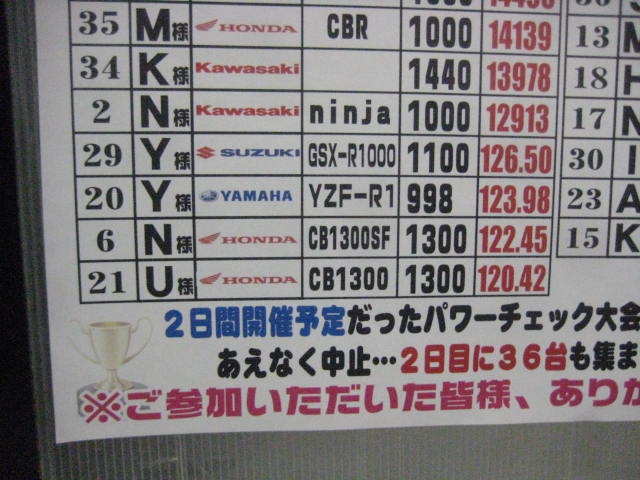 35 M様 HONDA CBR 1000 14139
34 K様 Kawasaki 1440 13978
2 N様 Kawasaki ninja 1000 12913
29 Y様 SUZUKI GSX-R1000 1100 126.50
20 Y様 YAMAHA YZF-R1 998 123.98
6 N様 HONDA CB1300SF 1300 122.45
21 U様 HONDA CB1300 1300 120.42
13 M
18 H
17 N
30 I
23 A
15 K
2日間開催予定だったパワーチェック大会
あえなく中止…2日目に36台も集ま
※ご参加いただいた皆様、ありが